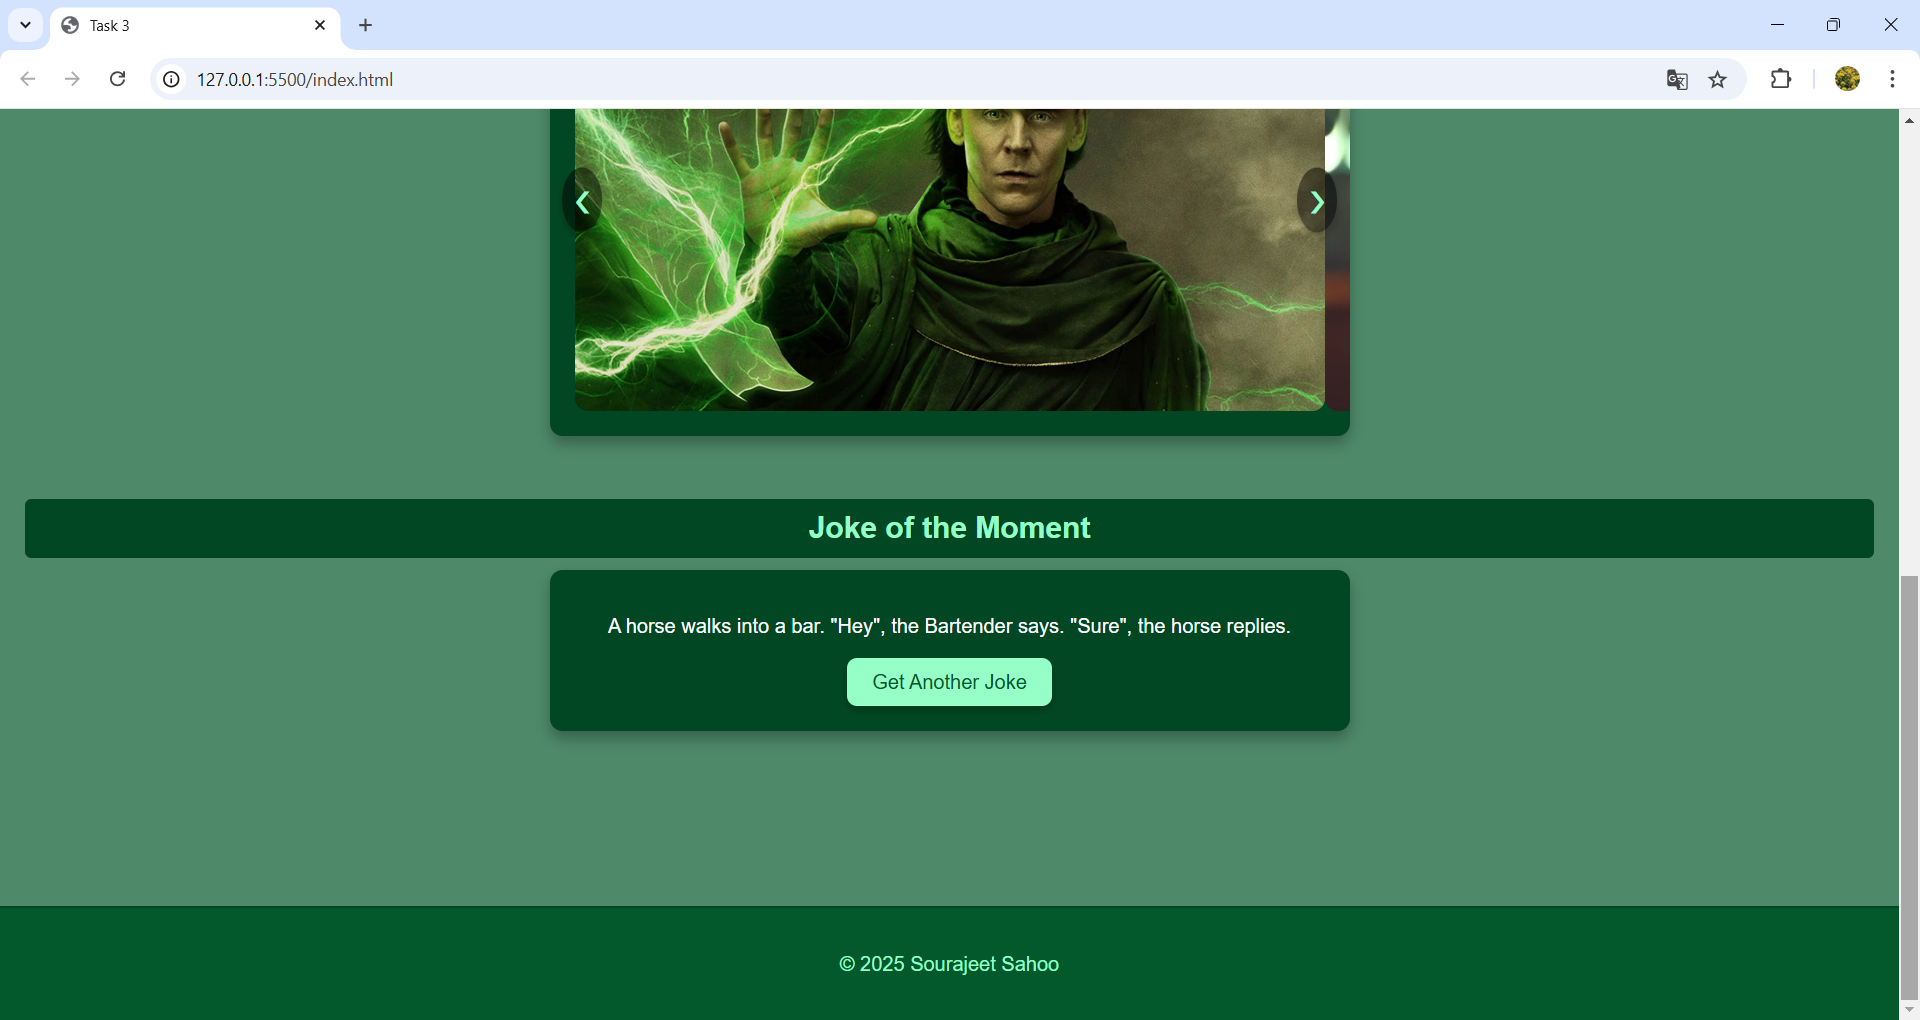 Task 3
127.0.0.1:5500/index.html
❮ ❯
Joke of the Moment
A horse walks into a bar. "Hey", the Bartender says. "Sure", the horse replies.
Get Another Joke
© 2025 Sourajeet Sahoo